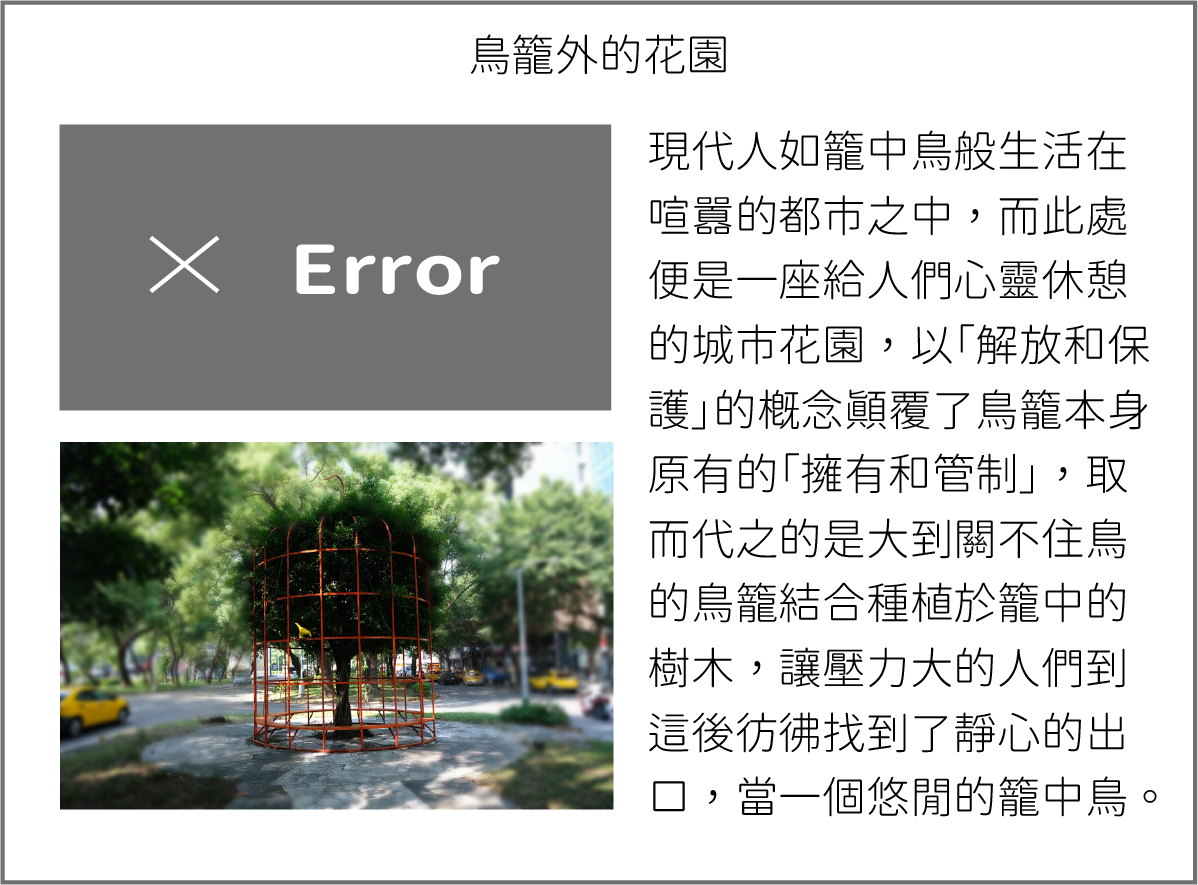 鳥籠外的花園
Error
現代人如籠中鳥般生活在
喧囂的都市之中，而此處
便是一座給人們心靈休憩
的城市花園，以「解放和保
護」的概念顛覆了鳥籠本身
原有的「擁有和管制」，取
而代之的是大到關不住鳥
的鳥籠結合種植於籠中的
樹木，讓壓力大的人們到
這後彷彿找到了靜心的出
口，當一個悠閒的籠中鳥。